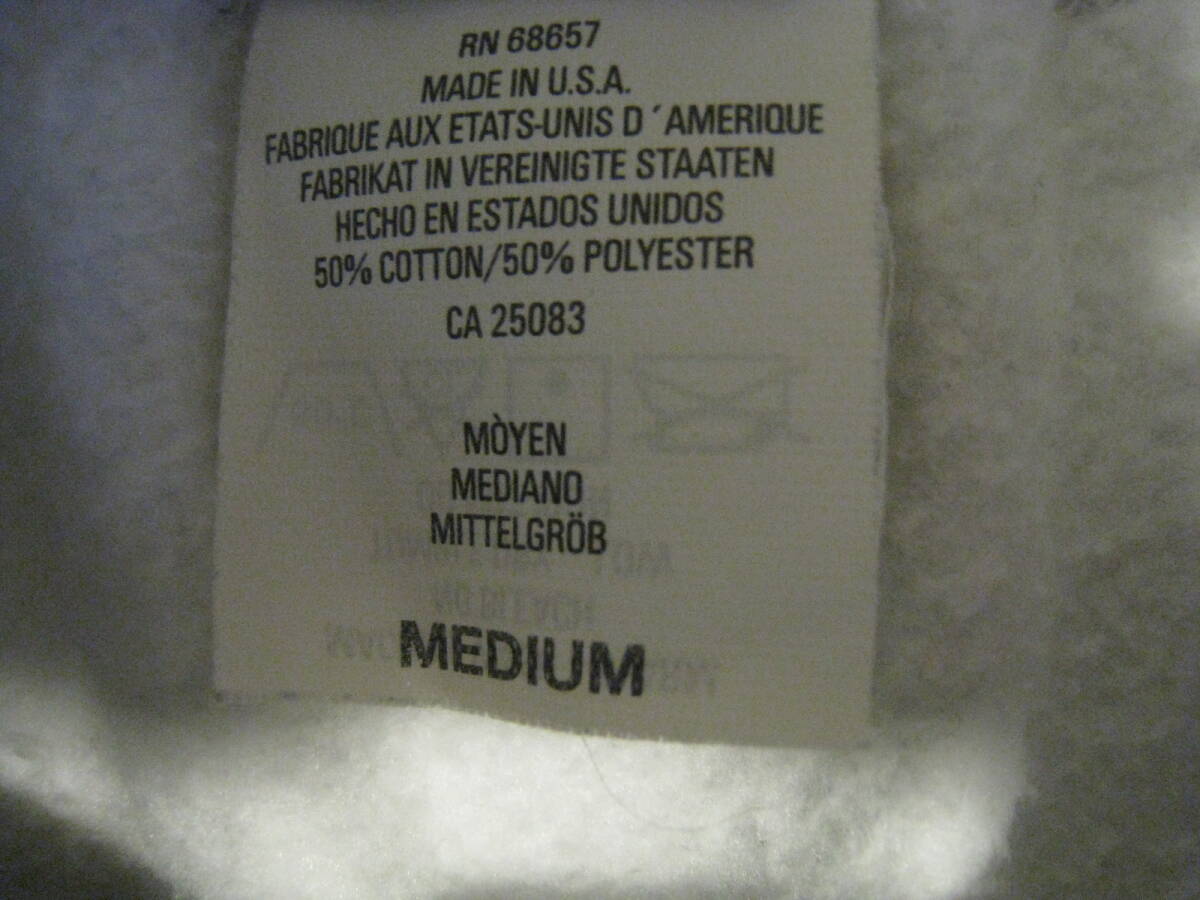 RN 68657
MADE IN U.S.A.
FABRIQUE AUX ETATS-UNIS D ´AMERIQUE
FABRIKAT IN VEREINIGTE STAATEN
HECHO EN ESTADOS UNIDOS
50% COTTON/50% POLYESTER
CA 25083
MÒYEN
MEDIANO
MITTELGRÖB
MEDIUM